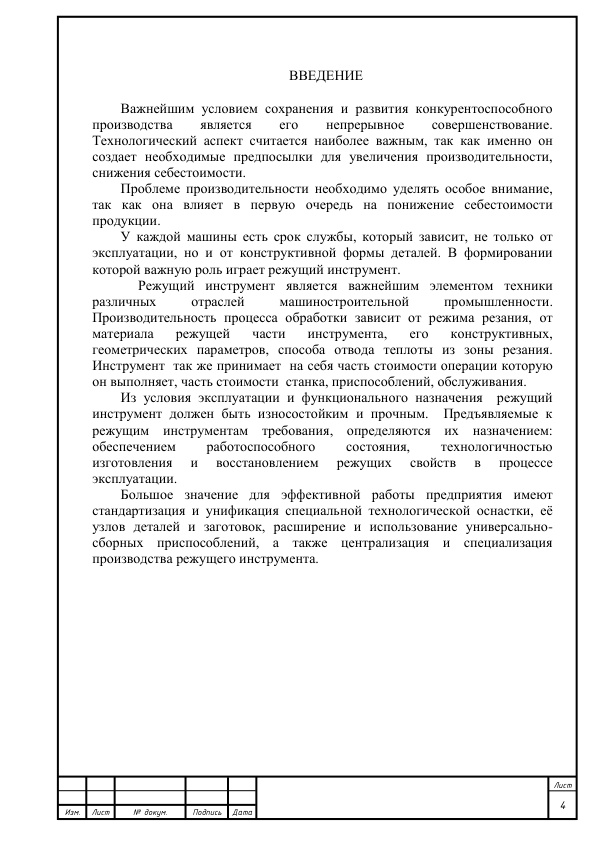 ВВЕДЕНИЕ
Важнейшим условием сохранения и развития конкурентоспособного
производства является его непрерывное совершенствование.
Технологический аспект считается наиболее важным, так как именно он
создает необходимые предпосылки для увеличения производительности,
снижения себестоимости.
Проблеме производительности необходимо уделять особое внимание,
так как она влияет в первую очередь на понижение себестоимости
продукции.
У каждой машины есть срок службы, который зависит, не только от
эксплуатации, но и от конструктивной формы деталей. В формировании
которой важную роль играет режущий инструмент.
Режущий инструмент является важнейшим элементом техники
различных отраслей машиностроительной промышленности.
Производительность процесса обработки зависит от режима резания, от
материала режущей части инструмента, его конструктивных,
геометрических параметров, способа отвода теплоты из зоны резания.
Инструмент так же принимает на себя часть стоимости операции которую
он выполняет, часть стоимости станка, приспособлений, обслуживания.
Из условия эксплуатации и функционального назначения режущий
инструмент должен быть износостойким и прочным. Предъявляемые к
режущим инструментам требования, определяются их назначением:
обеспечением работоспособного состояния, технологичностью
изготовления и восстановлением режущих свойств в процессе
эксплуатации.
Большое значение для эффективной работы предприятия имеют
стандартизация и унификация специальной технологической оснастки, её
узлов деталей и заготовок, расширение и использование универсально-
сборных приспособлений, а также централизация и специализация
производства режущего инструмента.
Лист
4
Изм. Лист № докум. Подпись Дата